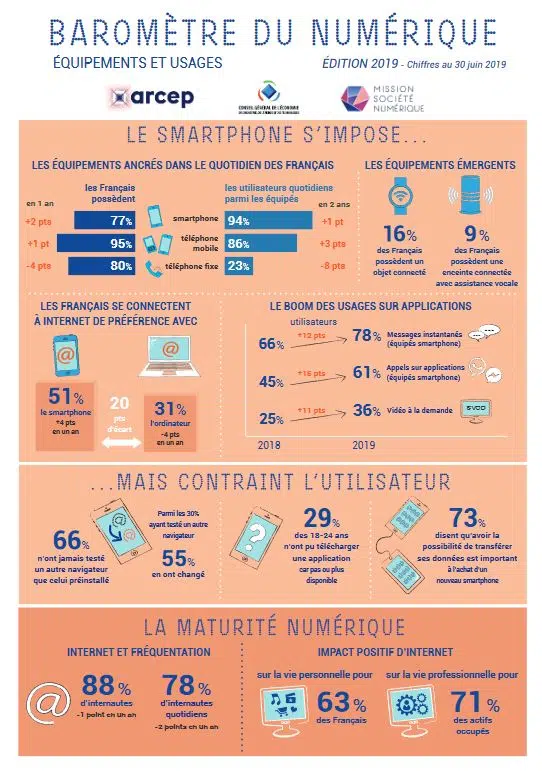 BAROMÈTRE DU NUMÉRIQUE
ÉQUIPEMENTS ET USAGES
ÉDITION 2019 - Chiffres au 30 juin 2019
arcep
CONSEIL GÉNÉRAL DE L'ÉCONOMIE
MISSION
SOCIÉTÉ
NUMÉRIQUE
LE SMARTPHONE S'IMPOSE...
LES ÉQUIPEMENTS ANCRÉS DANS LE QUOTIDIEN DES FRANÇAIS
en 1 an
les Français
possèdent
les utilisateurs quotidiens
parmi les équipés
en 2 ans
+2 pts 77% smartphone 94% +1 pt
+1 pt 95% téléphone
mobile 86% +3 pts
-4 pts 80% téléphone fixe 23% -8 pts
LES ÉQUIPEMENTS ÉMERGENTS
16%
des Français
possèdent un
objet connecté
9%
des Français
possèdent une
enceinte connectée
avec assistance vocale
LES FRANÇAIS SE CONNECTENT
À INTERNET DE PRÉFÉRENCE AVEC
@
@
51%
le smartphone
+4 pts
en un an
20
pts
d'écart
31%
l'ordinateur
-4 pts
en un an
LE BOOM DES USAGES SUR APPLICATIONS
utilisateurs
66% +12 pts 78% Messages instantanés
(équipés smartphone)
45% +16 pts 61% Appels sur applications
(équipés smartphone)
25% +11 pts 36% Vidéo à la demande
SVOD
2018 2019
...MAIS CONTRAINT L'UTILISATEUR
66%
n'ont jamais testé
un autre navigateur
que celui préinstallé
@
@
Parmi les 30%
ayant testé un autre
navigateur
55%
en ont changé
?
29%
des 18-24 ans
n'ont pu télécharger
une application
car pas ou plus
disponible
73%
disent qu'avoir la
possibilité de transférer
ses données est important
à l'achat d'un
nouveau smartphone
LA MATURITÉ NUMÉRIQUE
INTERNET ET FRÉQUENTATION
@
88%
d'internautes
-1 point en un an
78%
d'internautes
quotidiens
-2 points en un an
IMPACT POSITIF D'INTERNET
sur la vie personnelle pour
63%
des Français
sur la vie professionnelle pour
71%
des actifs
occupés